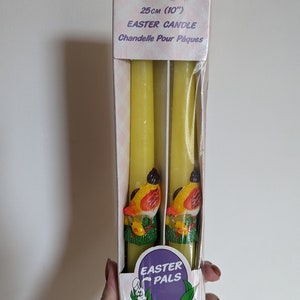 25CM (10")
EASTER CANDLE
Chandelle Pour Pâques
EASTER
PALS